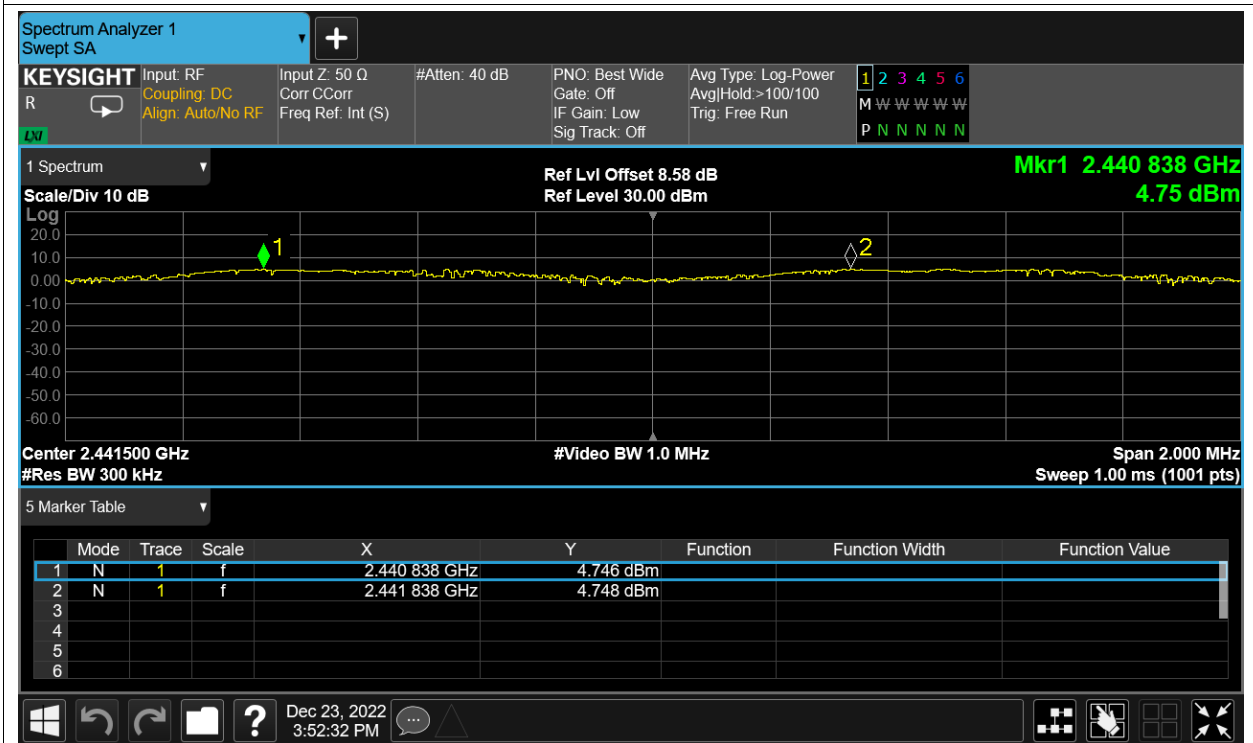 Spectrum Analyzer 1
Swept SA
KEYSIGHT
R
LXI
Input: RF
Coupling: DC
Align: Auto/No RF
Input Z: 50 Ω
Corr CCorr
Freq Ref: Int (S)
#Atten: 40 dB
PNO: Best Wide
Gate: Off
IF Gain: Low
Sig Track: Off
Avg Type: Log-Power
Avg|Hold:>100/100
Trig: Free Run
1 2 3 4 5 6
M W W W W W
P N N N N N
1 Spectrum
Scale/Div 10 dB
Log
Ref Lvl Offset 8.58 dB
Ref Level 30.00 dBm
Mkr1 2.440 838 GHz
4.75 dBm
20.0
10.0
0.00
-10.0
-20.0
-30.0
-40.0
-50.0
-60.0
1
2
Center 2.441500 GHz
#Video BW 1.0 MHz
Span 2.000 MHz
#Res BW 300 kHz
Sweep 1.00 ms (1001 pts)
5 Marker Table
Mode Trace Scale X Y Function Function Width Function Value
1 N 1 f 2.440 838 GHz 4.746 dBm
2 N 1 f 2.441 838 GHz 4.748 dBm
3
4
5
6
?
Dec 23, 2022
3:52:32 PM